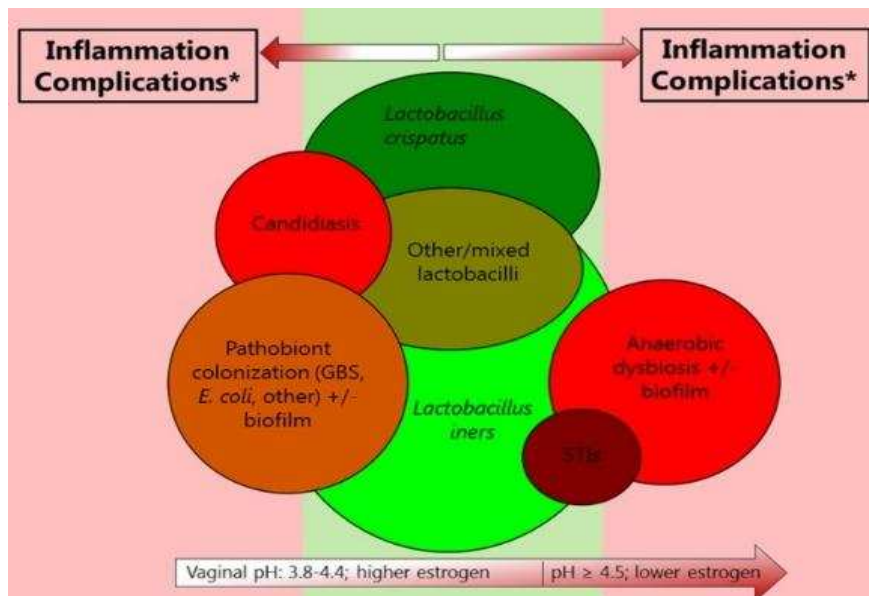 Inflammation
Complications*
Inflammation
Complications*
Lactobacillus
crispatus
Candidiasis
Other/mixed
lactobacilli
Pathobiont
colonization (GBS,
E. coli, other) +/-
biofilm
Anaerobic
dysbiosis +/-
biofilm
Lactobacillus
iners
STIs
Vaginal pH: 3.8-4.4; higher estrogen
pH ≥ 4.5; lower estrogen